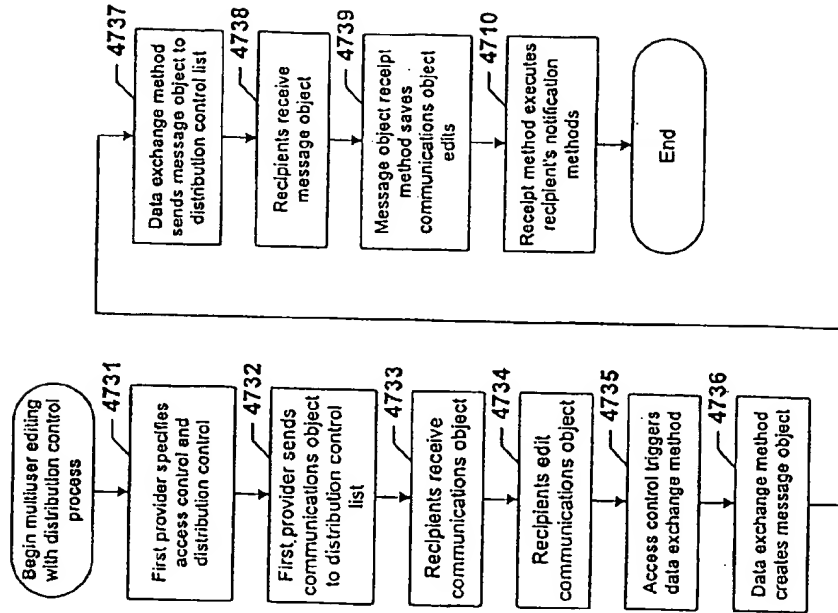 Begin multiuser editing
with distribution control
process
4731
First provider specifies
access control and
distribution control
4732
First provider sends
communications object
to distribution control
list
4733
Recipients receive
communications object
4734
Recipients edit
communications object
4735
Access control triggers
data exchange method
4736
Data exchange method
creates message object
4737
Data exchange method
sends message object to
distribution control list
4738
Recipients receive
message object
4739
Message object receipt
method saves
communications object
edits
4710
Receipt method executes
recipient's notification
methods
End